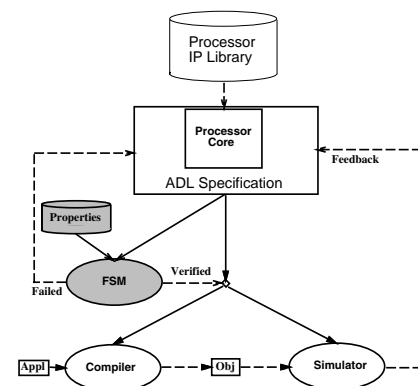 Processor
IP Library
Processor
Core
Feedback
ADL Specification
Properties
FSM
Verified
Failed
Appl
Compiler
Obj
Simulator